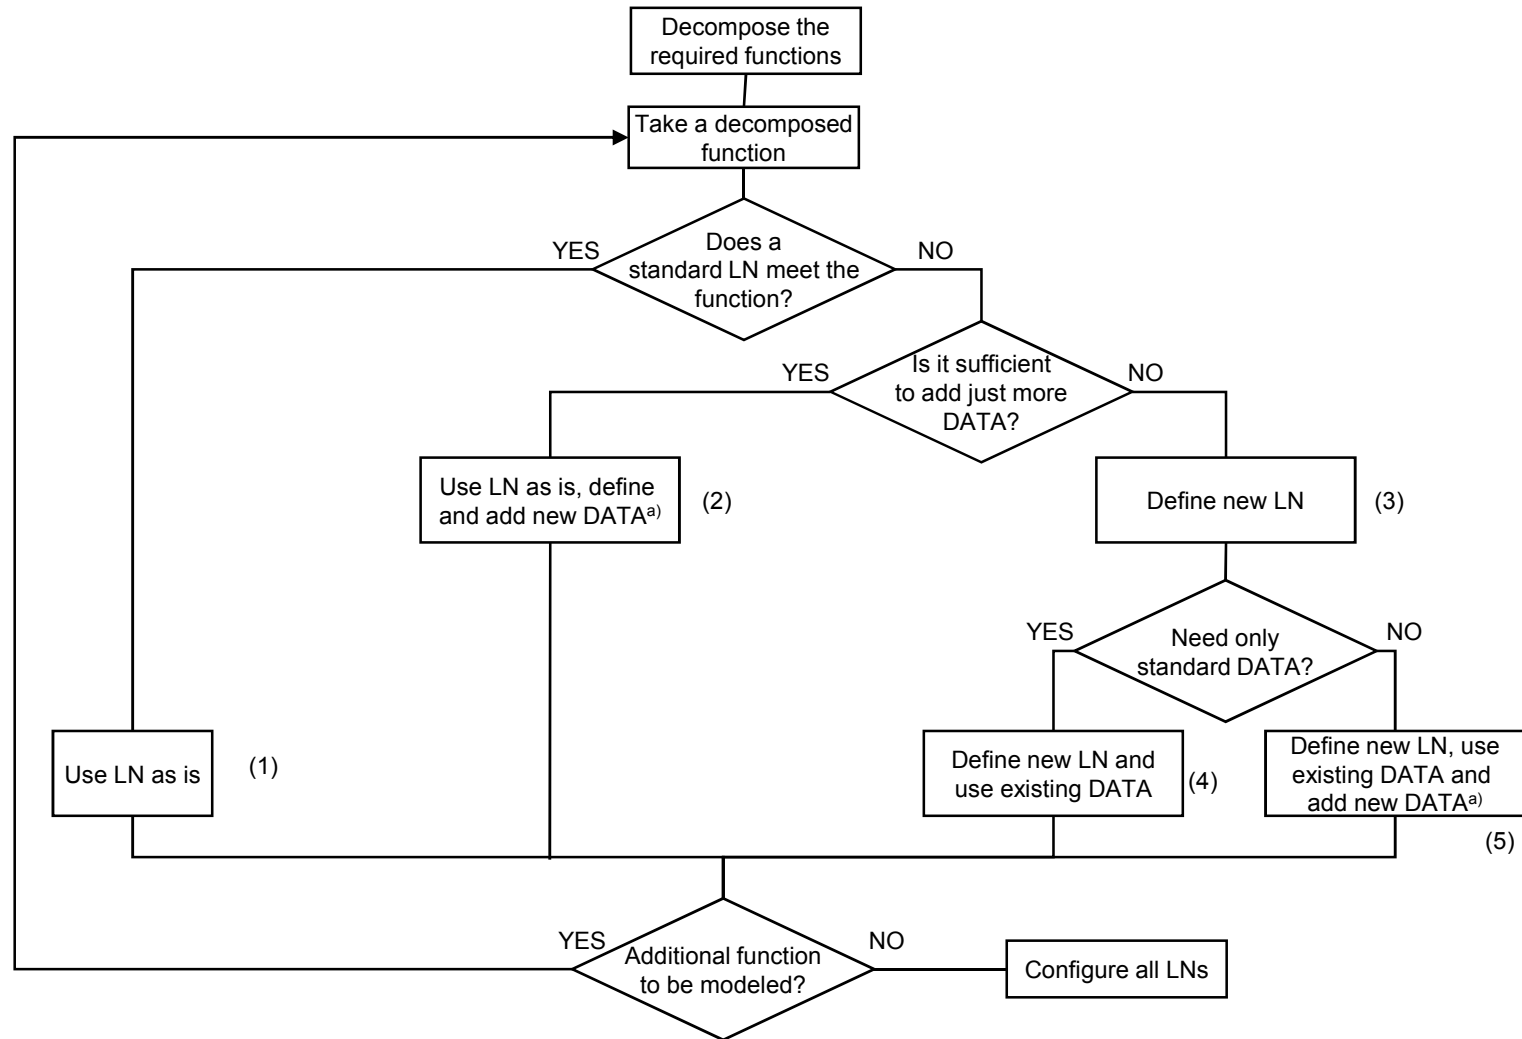 Decompose the
required functions
Take a decomposed
function
YES
Does a
standard LN meet the
function?
NO
YES
Is it sufficient
to add just more
DATA?
NO
Use LN as is, define
and add new DATAa)
(2)
Define new LN
(3)
YES
Need only
standard DATA?
NO
Use LN as is
(1)
Define new LN and
use existing DATA
(4)
Define new LN, use
existing DATA and
add new DATAa)
(5)
YES
Additional function
to be modeled?
NO
Configure all LNs